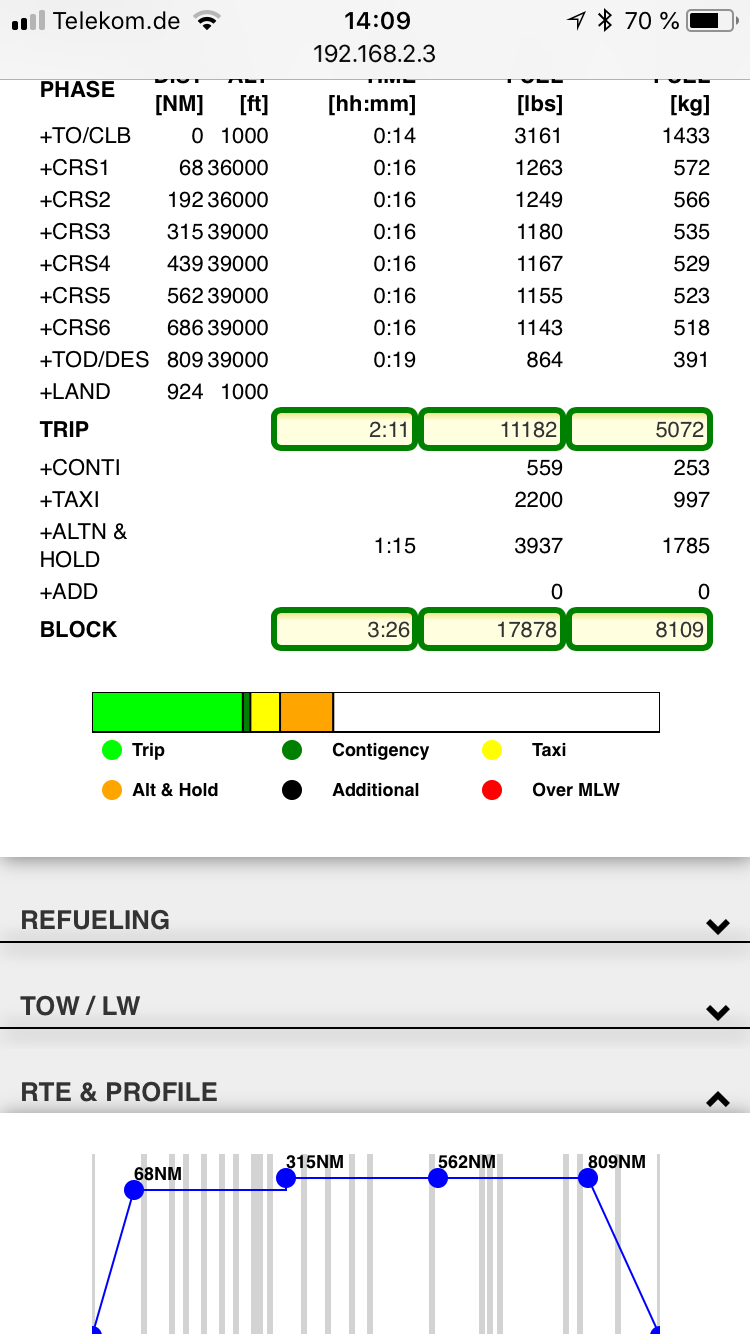 Telekom.de 14:09 70 %
192.168.2.3
PHASE [NM] [ft] [hh:mm] [lbs] [kg]
+TO/CLB 0 1000 0:14 3161 1433
+CRS1 68 36000 0:16 1263 572
+CRS2 192 36000 0:16 1249 566
+CRS3 315 39000 0:16 1180 535
+CRS4 439 39000 0:16 1167 529
+CRS5 562 39000 0:16 1155 523
+CRS6 686 39000 0:16 1143 518
+TOD/DES 809 39000 0:19 864 391
+LAND 924 1000
TRIP 2:11 11182 5072
+CONTI 559 253
+TAXI 2200 997
+ALTN &
HOLD 1:15 3937 1785
+ADD 0 0
BLOCK 3:26 17878 8109
Trip Contigency Taxi
Alt & Hold Additional Over MLW
REFUELING
TOW / LW
RTE & PROFILE
68NM 315NM 562NM 809NM